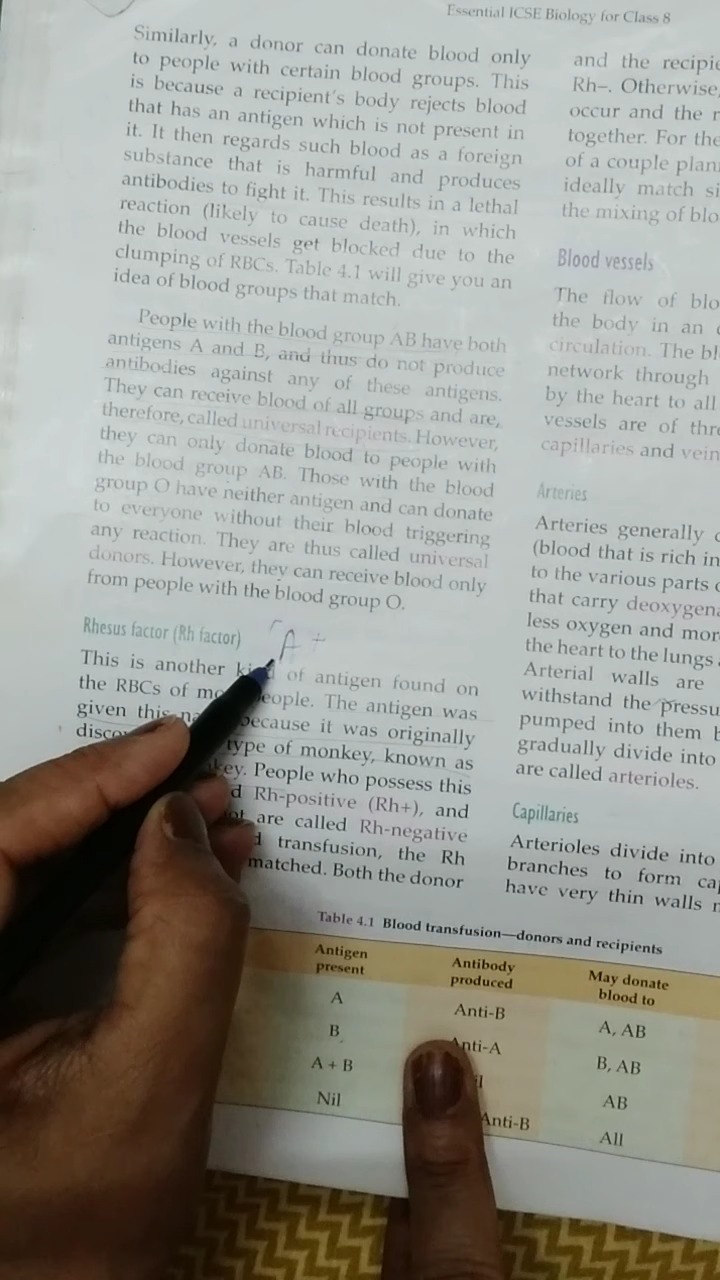 Essential ICSE Biology for Class 8
Similarly, a donor can donate blood only
to people with certain blood groups. This
is because a recipient's body rejects blood
that has an antigen which is not present in
it. It then regards such blood as a foreign
substance that is harmful and produces
antibodies to fight it. This results in a lethal
reaction (likely to cause death), in which
the blood vessels get blocked due to the
clumping of RBCs. Table 4.1 will give you an
idea of blood groups that match.
People with the blood group AB have both
antigens A and B, and thus do not produce
antibodies against any of these antigens.
They can receive blood of all groups and are,
therefore, called universal recipients. However,
they can only donate blood to people with
the blood group AB. Those with the blood
group O have neither antigen and can donate
to everyone without their blood triggering
any reaction. They are thus called universal
donors. However, they can receive blood only
from people with the blood group O.
A +
Rhesus factor (Rh factor)
This is another of antigen found on
the RBCs of people. The antigen was
given this because it was originally
type of monkey, known as
People who possess this
Rh-positive (Rh+), and
are called Rh-negative
transfusion, the Rh
matched. Both the donor
and the
Rh–. Otherwise,
occur and the
together. For the
of a couple
ideally match
the mixing of
Blood vessels
The flow of
the body in an
circulation. The
network through
by the heart to all
vessels are of
capillaries and
Arteries
Arteries generally
(blood that is rich in
to the various parts
that carry
less oxygen and
the heart to the lungs
Arterial walls are
withstand the
pumped into them
gradually divide into
are called arterioles.
Capillaries
Arterioles divide into
branches to form
have very thin walls
Table 4.1 Blood transfusion—donors and recipients
Antigen present Antibody produced May donate blood to
A Anti-B A, AB
B Anti-A B, AB
A + B AB
Nil Anti-B All